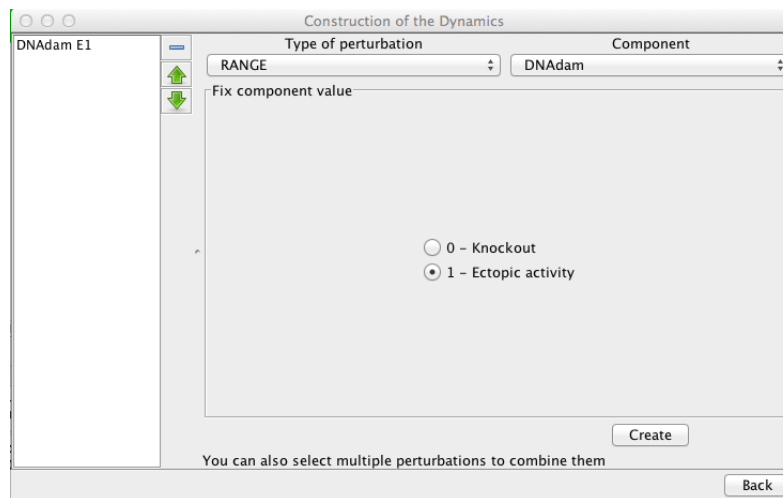 Construction of the Dynamics
DNAdam E1
Type of perturbation
Component
RANGE
DNAdam
Fix component value
0 – Knockout
1 – Ectopic activity
Create
You can also select multiple perturbations to combine them
Back